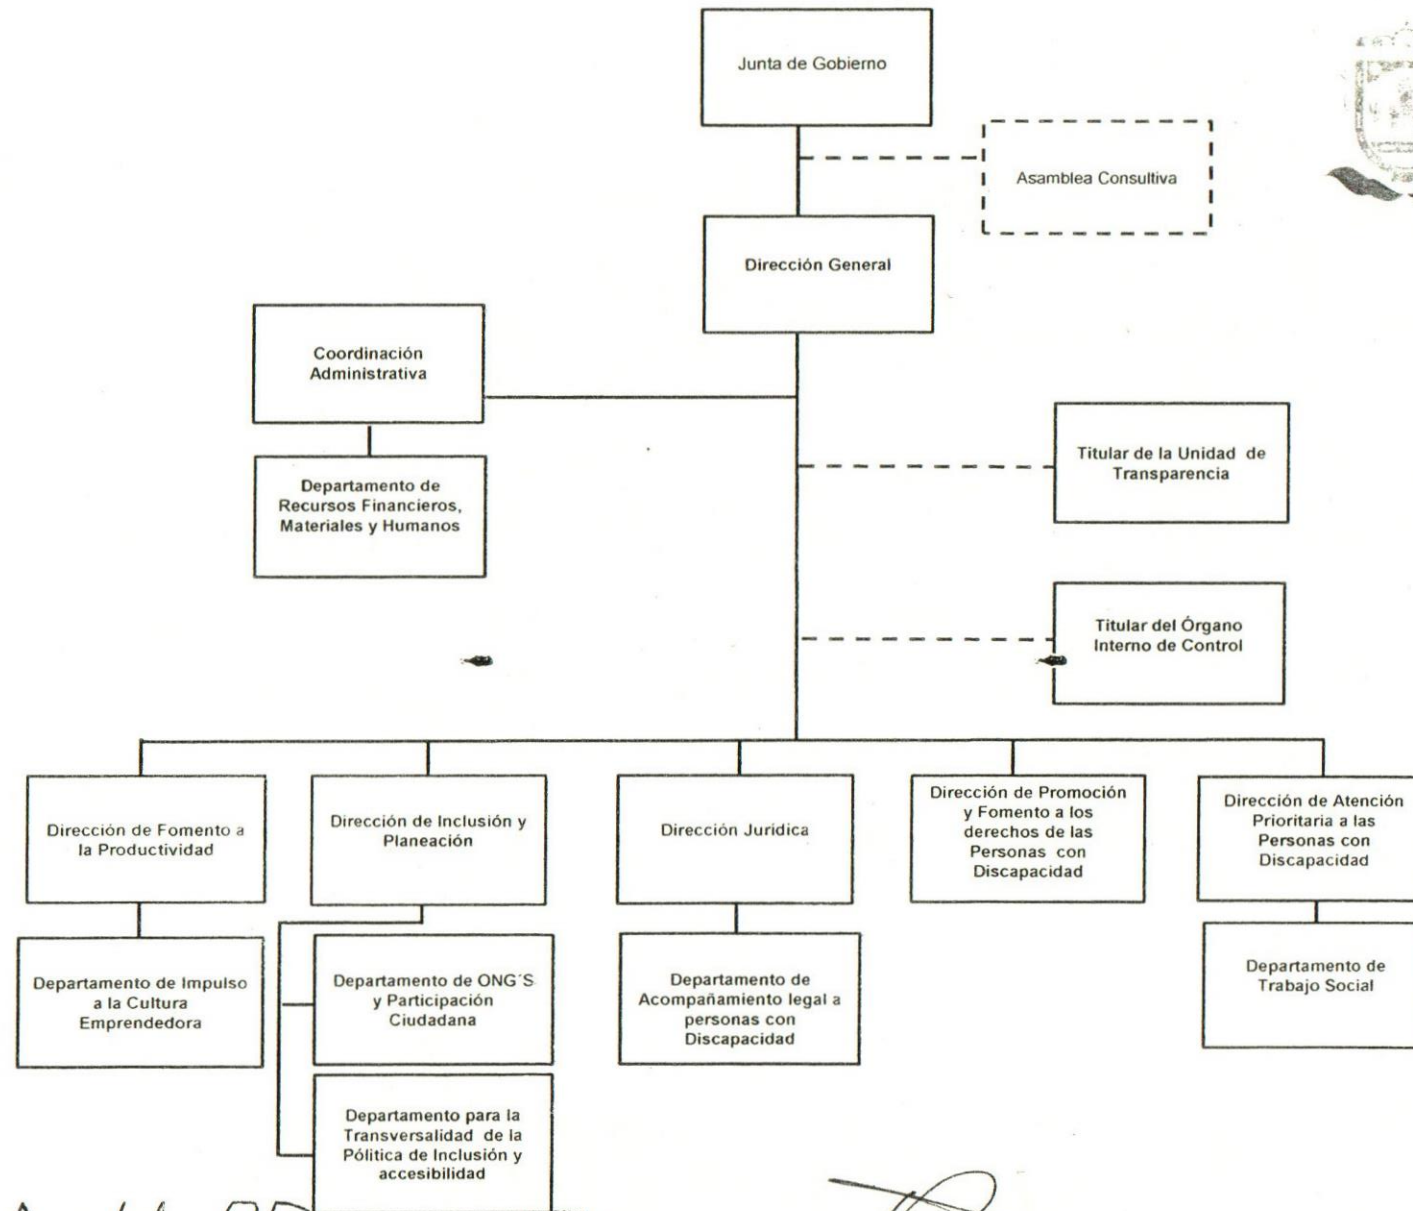 Junta de Gobierno
Asamblea Consultiva
Dirección General
Coordinación
Administrativa
Departamento de
Recursos Financieros,
Materiales y Humanos
Titular de la Unidad de
Transparencia
Titular del Órgano
Interno de Control
Dirección de Fomento a
la Productividad
Dirección de Inclusión y
Planeación
Dirección Jurídica
Dirección de Promoción
y Fomento a los
derechos de las
Personas con
Discapacidad
Dirección de Atención
Prioritaria a las
Personas con
Discapacidad
Departamento de Impulso
a la Cultura
Emprendedora
Departamento de ONG´S
y Participación
Ciudadana
Departamento de
Acompañamiento legal a
personas con
Discapacidad
Departamento de
Trabajo Social
Departamento para la
Transversalidad de la
Pólitica de Inclusión y
accesibilidad